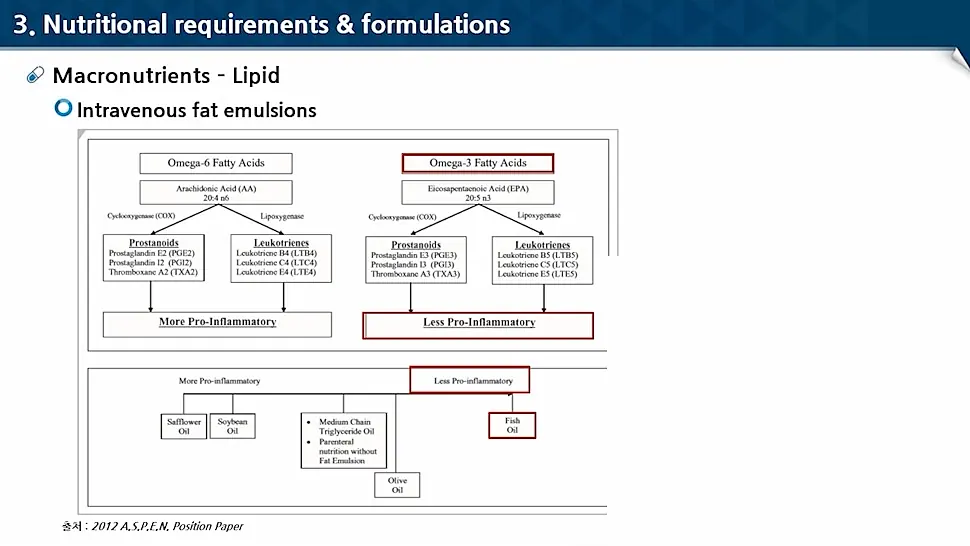 3. Nutritional requirements & formulations
Macronutrients - Lipid
Intravenous fat emulsions
Omega-6 Fatty Acids
Arachidonic Acid (AA)
20:4 n6
Cyclooxygenase (COX)
Lipoxygenase
Prostanoids
Prostaglandin E2 (PGE2)
Prostaglandin I2 (PGI2)
Thromboxane A2 (TXA2)
Leukotrienes
Leukotriene B4 (LTB4)
Leukotriene C4 (LTC4)
Leukotriene E4 (LTE4)
More Pro-Inflammatory
Omega-3 Fatty Acids
Eicosapentaenoic Acid (EPA)
20:5 n3
Cyclooxygenase (COX)
Lipoxygenase
Prostanoids
Prostaglandin E3 (PGE3)
Prostaglandin I3 (PGI3)
Thromboxane A3 (TXA3)
Leukotrienes
Leukotriene B5 (LTB5)
Leukotriene C5 (LTC5)
Leukotriene E5 (LTE5)
Less Pro-Inflammatory
More Pro-inflammatory
Less Pro-inflammatory
Safflower
Oil
Soybean
Oil
• Medium Chain
Triglyceride Oil
• Parenteral
nutrition without
Fat Emulsion
Olive
Oil
Fish
Oil
출처 : 2012 A.S.P.E.N. Position Paper